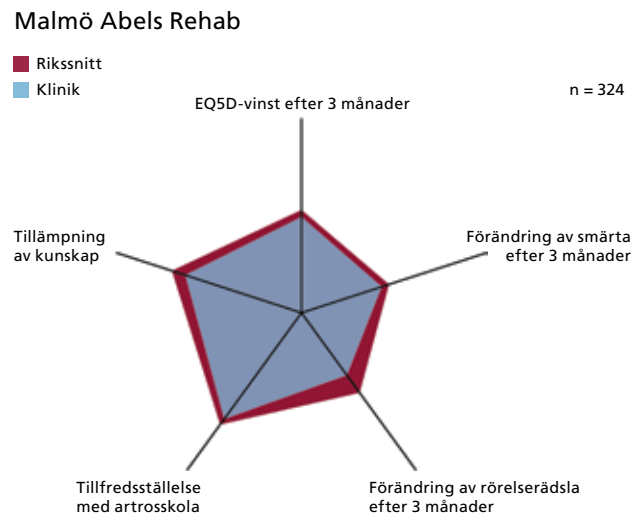 Malmö Abels Rehab
Rikssnitt
Klinik
n = 324
EQ5D-vinst efter 3 månader
Tillämpning
av kunskap
Förändring av smärta
efter 3 månader
Tillfredsställelse
med artrosskola
Förändring av rörelserädsla
efter 3 månader